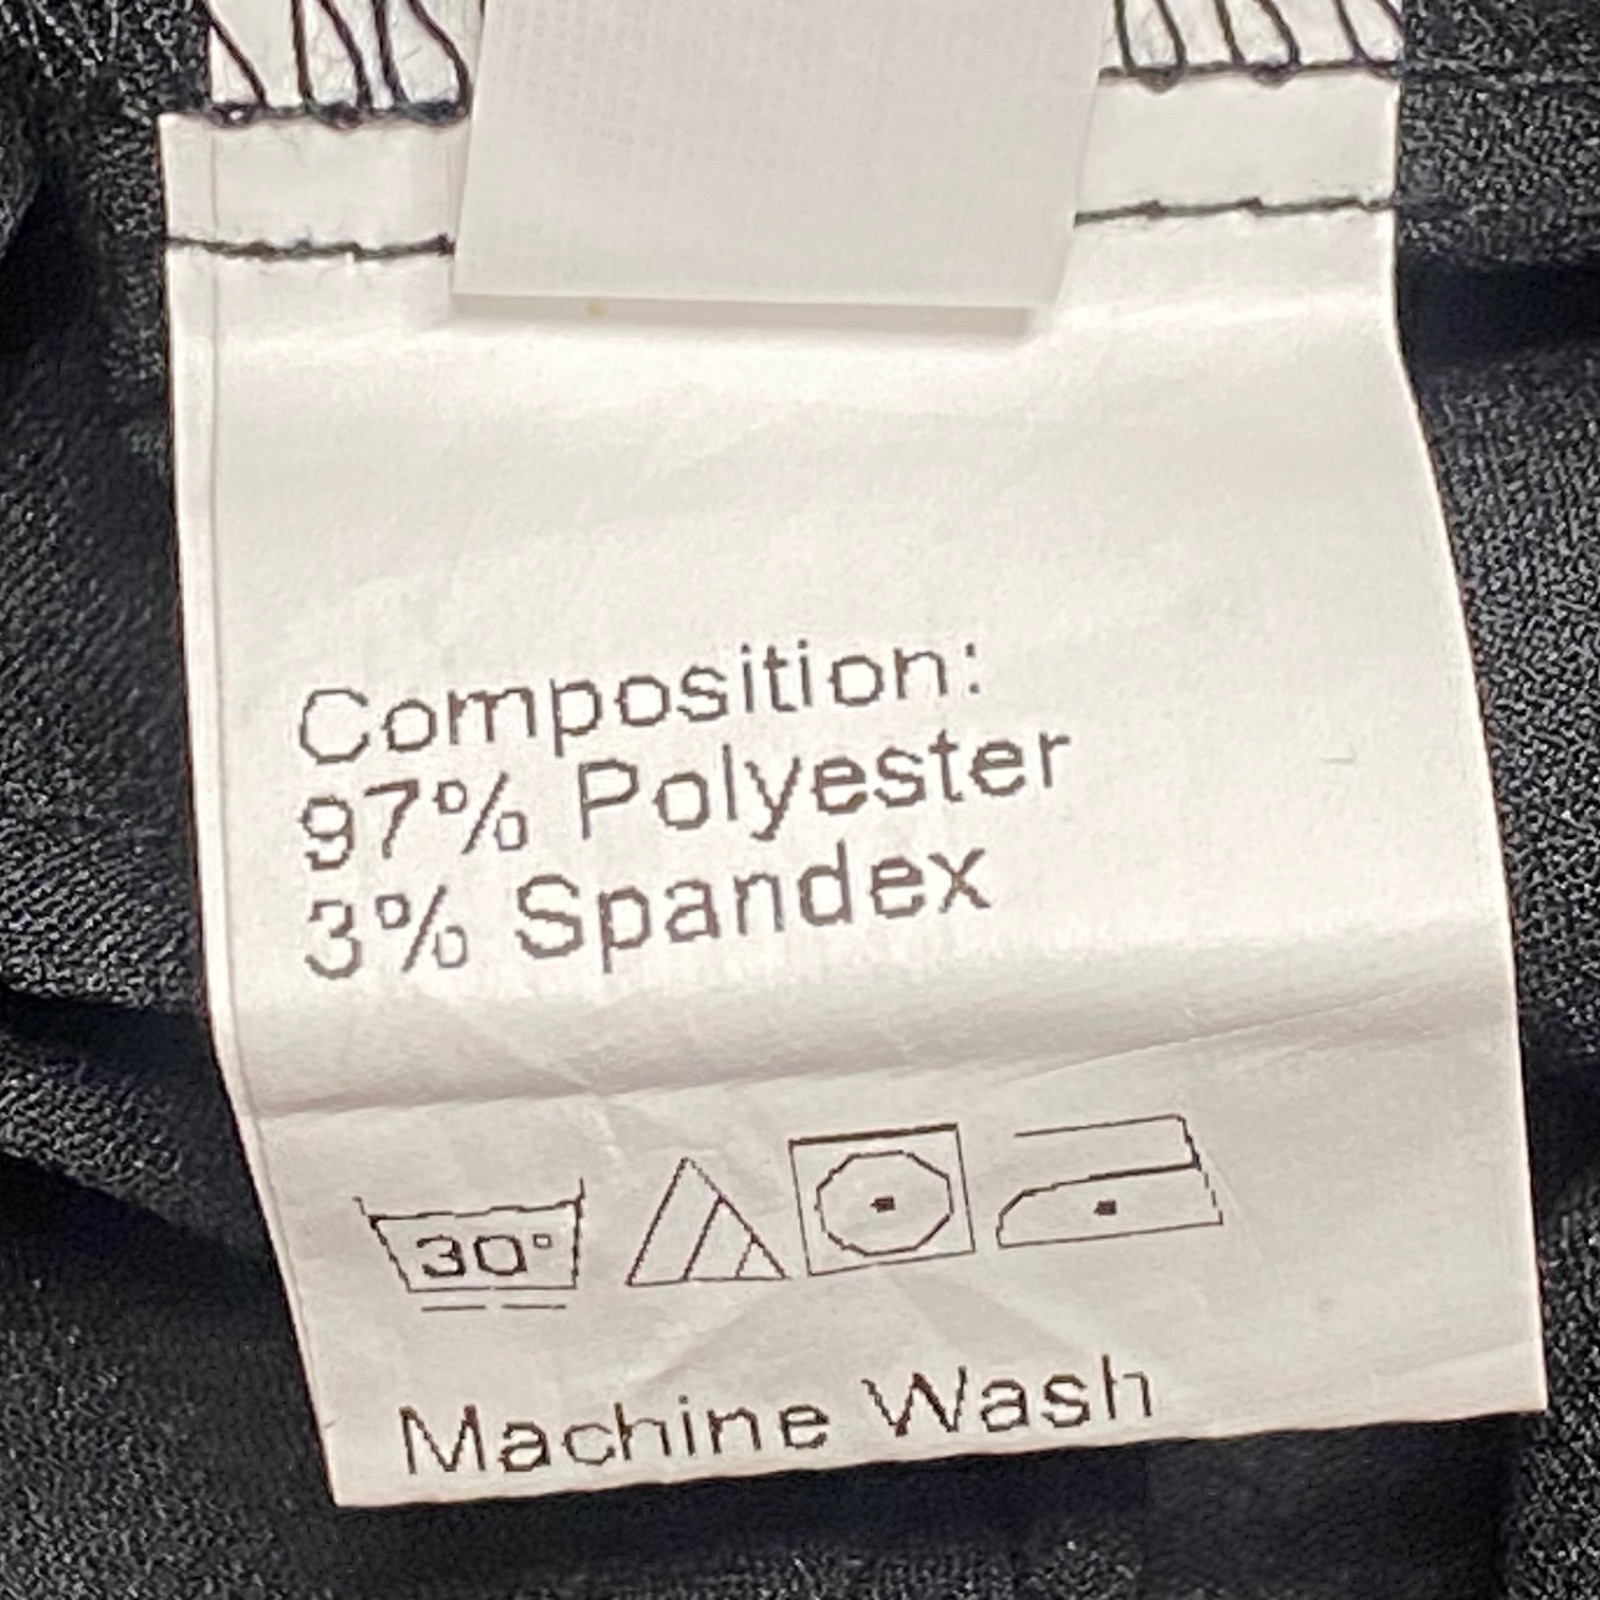 Composition:
97% Polyester
3% Spandex
30°
Machine Wash